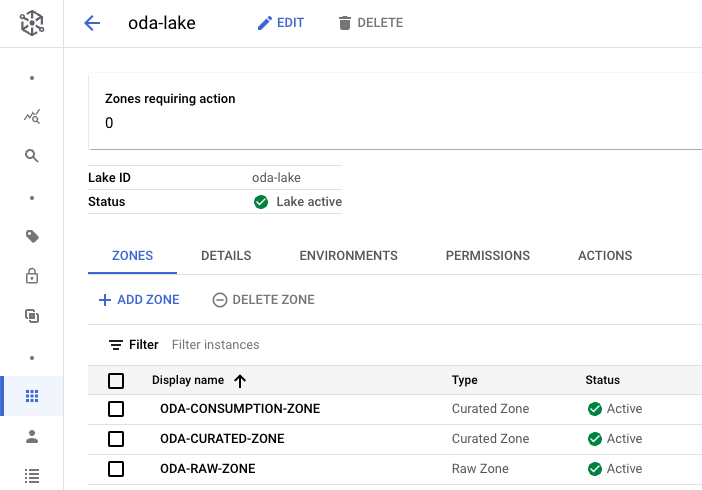 oda-lake EDIT DELETE
Zones requiring action
0
Lake ID oda-lake
Status Lake active
ZONES DETAILS ENVIRONMENTS PERMISSIONS ACTIONS
ADD ZONE DELETE ZONE
Filter Filter instances
Display name Type Status
ODA-CONSUMPTION-ZONE Curated Zone Active
ODA-CURATED-ZONE Curated Zone Active
ODA-RAW-ZONE Raw Zone Active